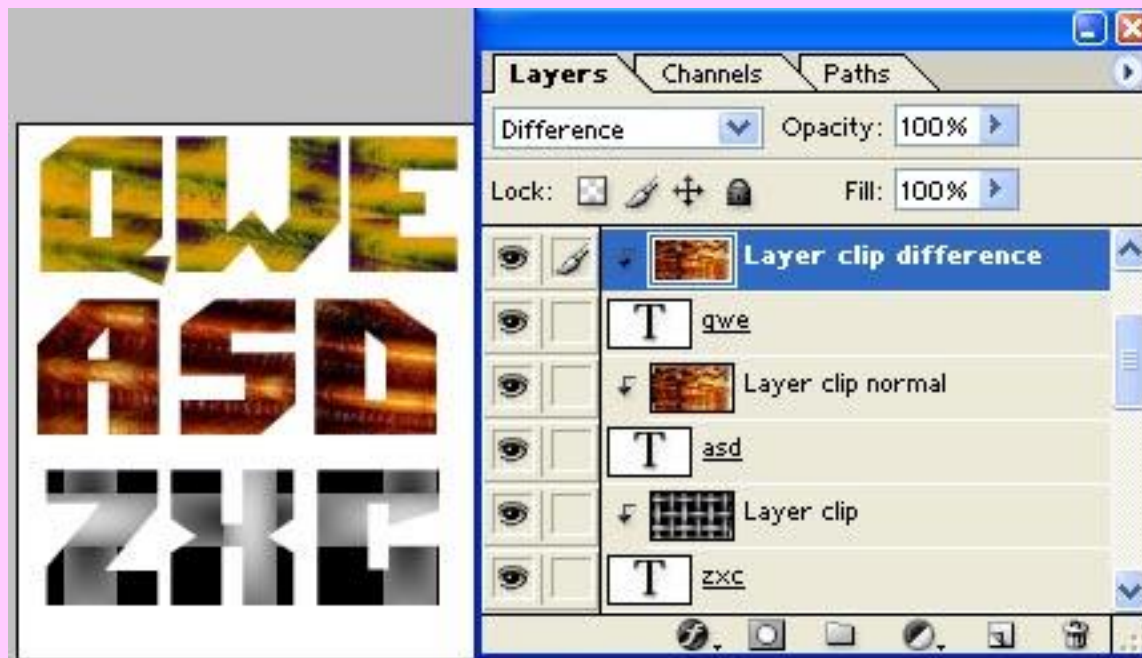 QWE
ASD
ZXC
Layers Channels Paths
Difference Opacity: 100%
Lock: Fill: 100%
Layer clip difference
T qwe
Layer clip normal
T asd
Layer clip
T zxc